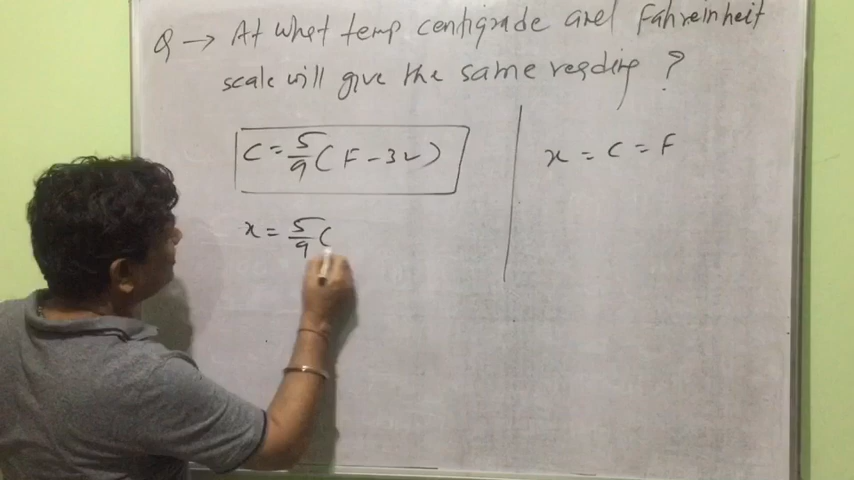 Q → At what temp centigrade and Fahreinheit
scale will give the same reading ?
C = 5/9 ( F - 32 )
x = C = F
x = 5/9 (